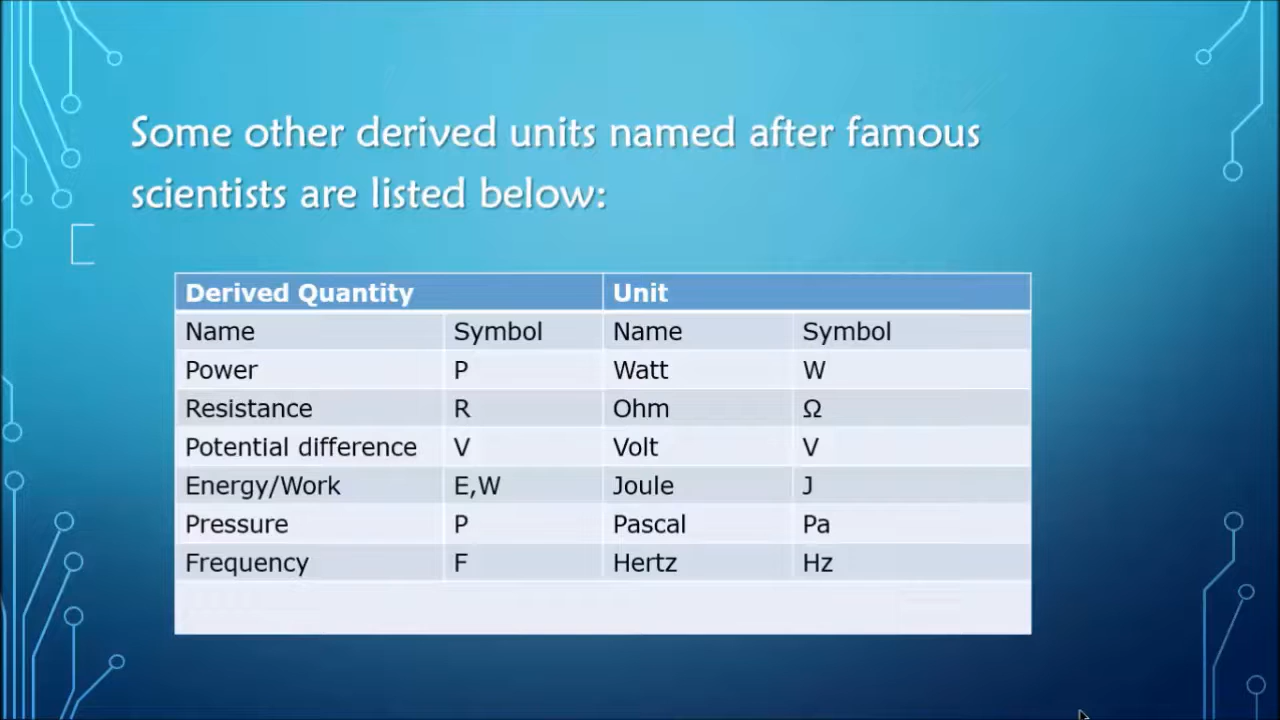 Some other derived units named after famous
scientists are listed below:
Derived Quantity Unit
Name Symbol Name Symbol
Power P Watt W
Resistance R Ohm Ω
Potential difference V Volt V
Energy/Work E,W Joule J
Pressure P Pascal Pa
Frequency F Hertz Hz